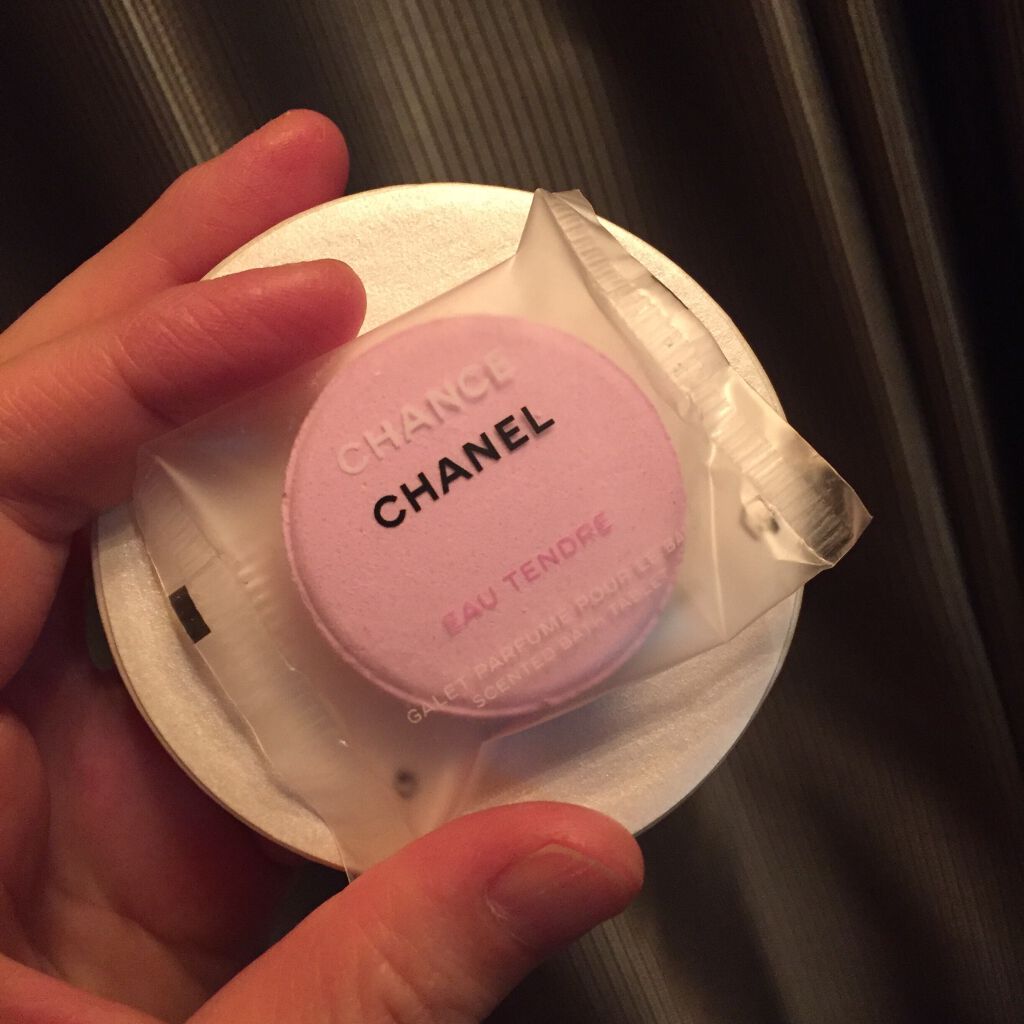 CHANCE
CHANEL
EAU TENDRE
GALET PARFUMÉ POUR LE
SCENTED BATH